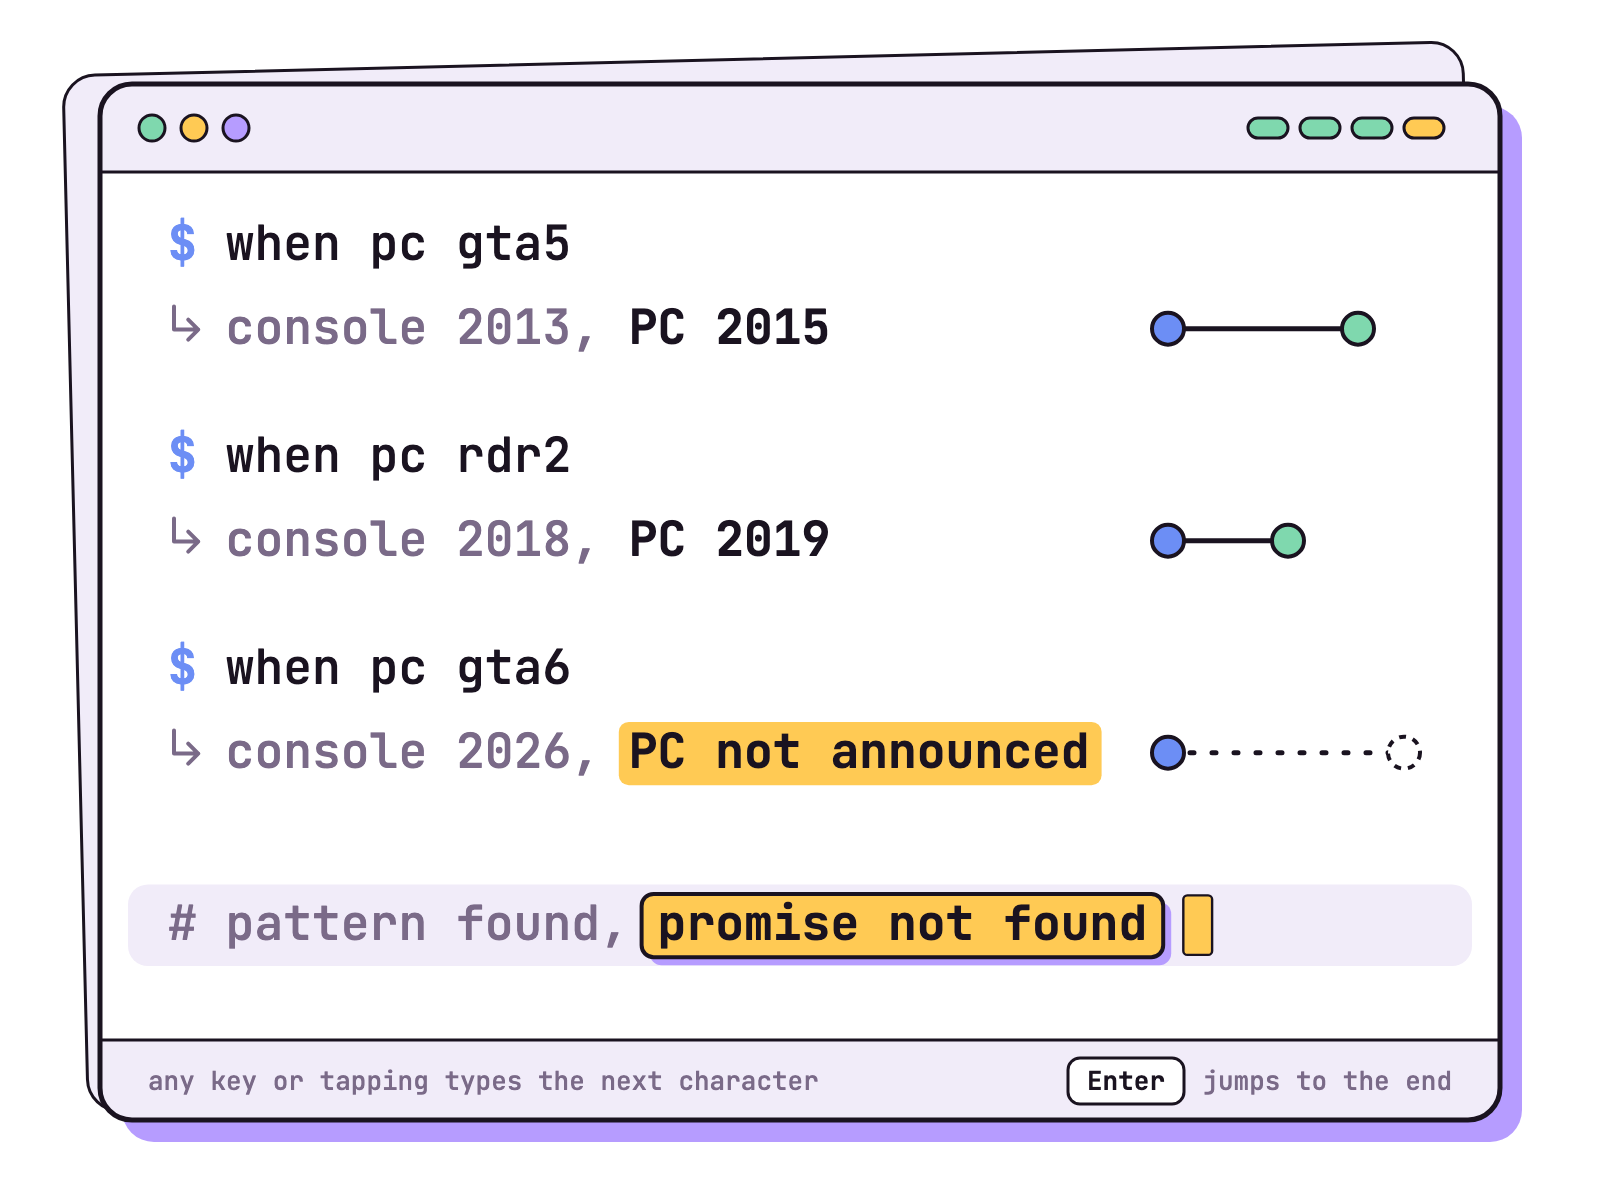 $ when pc gta5
↳ console 2013, PC 2015
$ when pc rdr2
↳ console 2018, PC 2019
$ when pc gta6
↳ console 2026, PC not announced
# pattern found, promise not found
any key or tapping types the next character
Enter jumps to the end